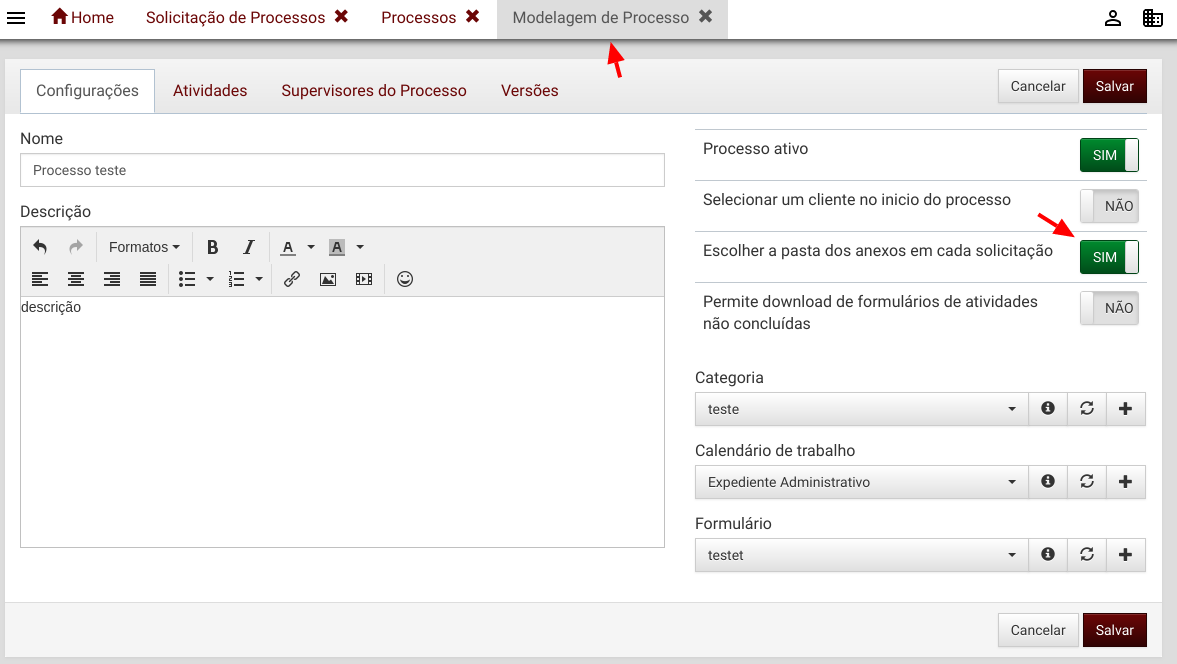 Home
Solicitação de Processos
Processos
Modelagem de Processo
Configurações
Atividades
Supervisores do Processo
Versões
Cancelar
Salvar
Nome
Processo teste
Descrição
Formatos
B I A A
descrição
Processo ativo
SIM
Selecionar um cliente no inicio do processo
NÃO
Escolher a pasta dos anexos em cada solicitação
SIM
Permite download de formulários de atividades
não concluídas
NÃO
Categoria
teste
Calendário de trabalho
Expediente Administrativo
Formulário
testet
Cancelar
Salvar